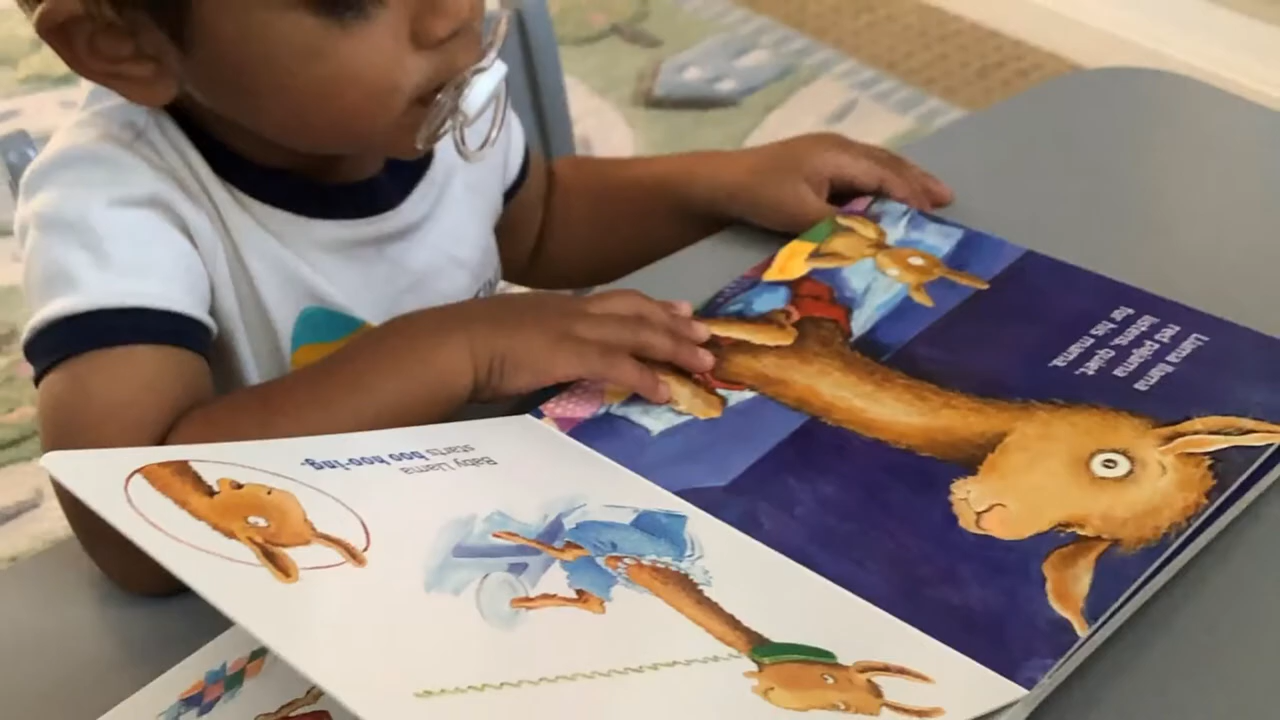 Llama llama
red pajama
listens, quiet,
for his mama.
Baby Llama
starts boo hoo-ing.